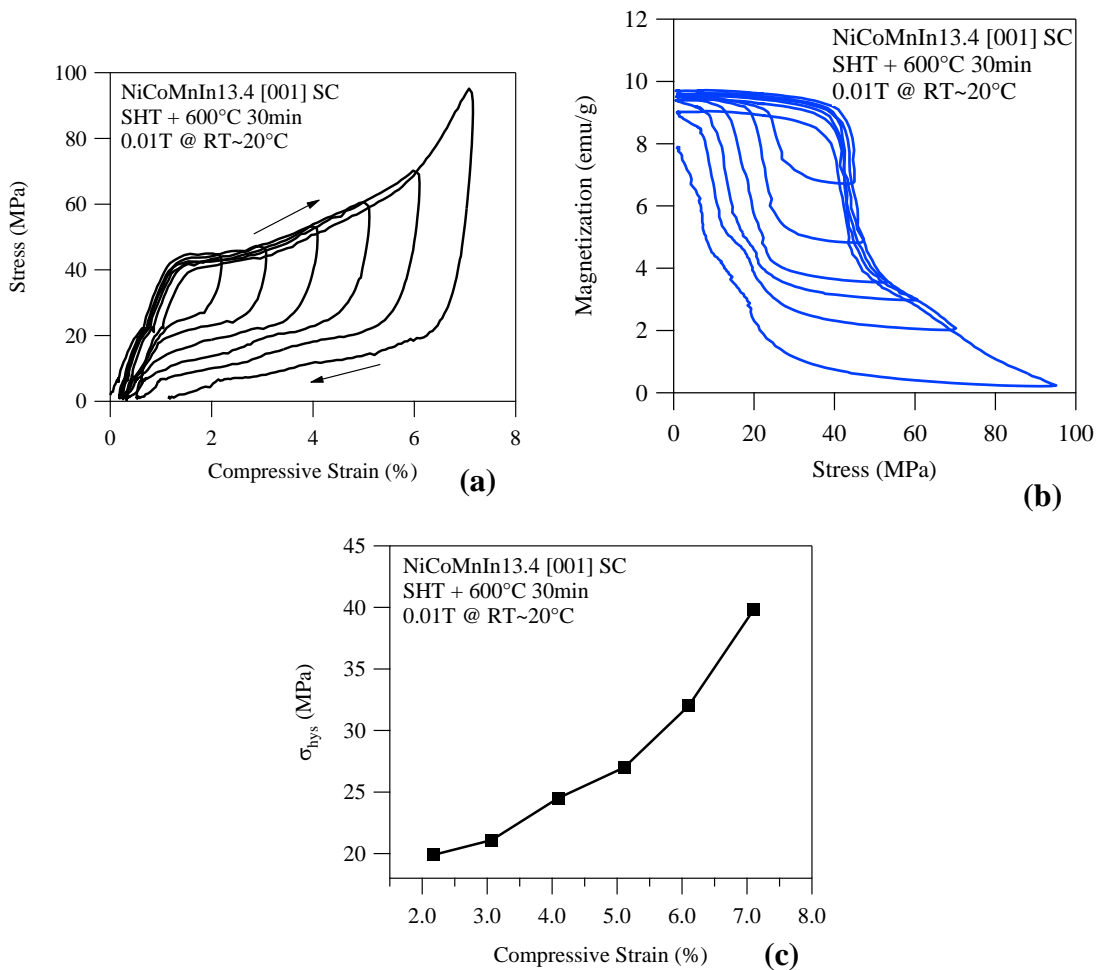 NiCoMnIn13.4 [001] SC
SHT + 600°C 30min
0.01T @ RT~20°C
Stress (MPa)
100
80
60
40
20
0
0 2 4 6 8
Compressive Strain (%)
(a)
NiCoMnIn13.4 [001] SC
SHT + 600°C 30min
0.01T @ RT~20°C
Magnetization (emu/g)
12
10
8
6
4
2
0
0 20 40 60 80 100
Stress (MPa)
(b)
NiCoMnIn13.4 [001] SC
SHT + 600°C 30min
0.01T @ RT~20°C
σhys (MPa)
45
40
35
30
25
20
2.0 3.0 4.0 5.0 6.0 7.0 8.0
Compressive Strain (%)
(c)